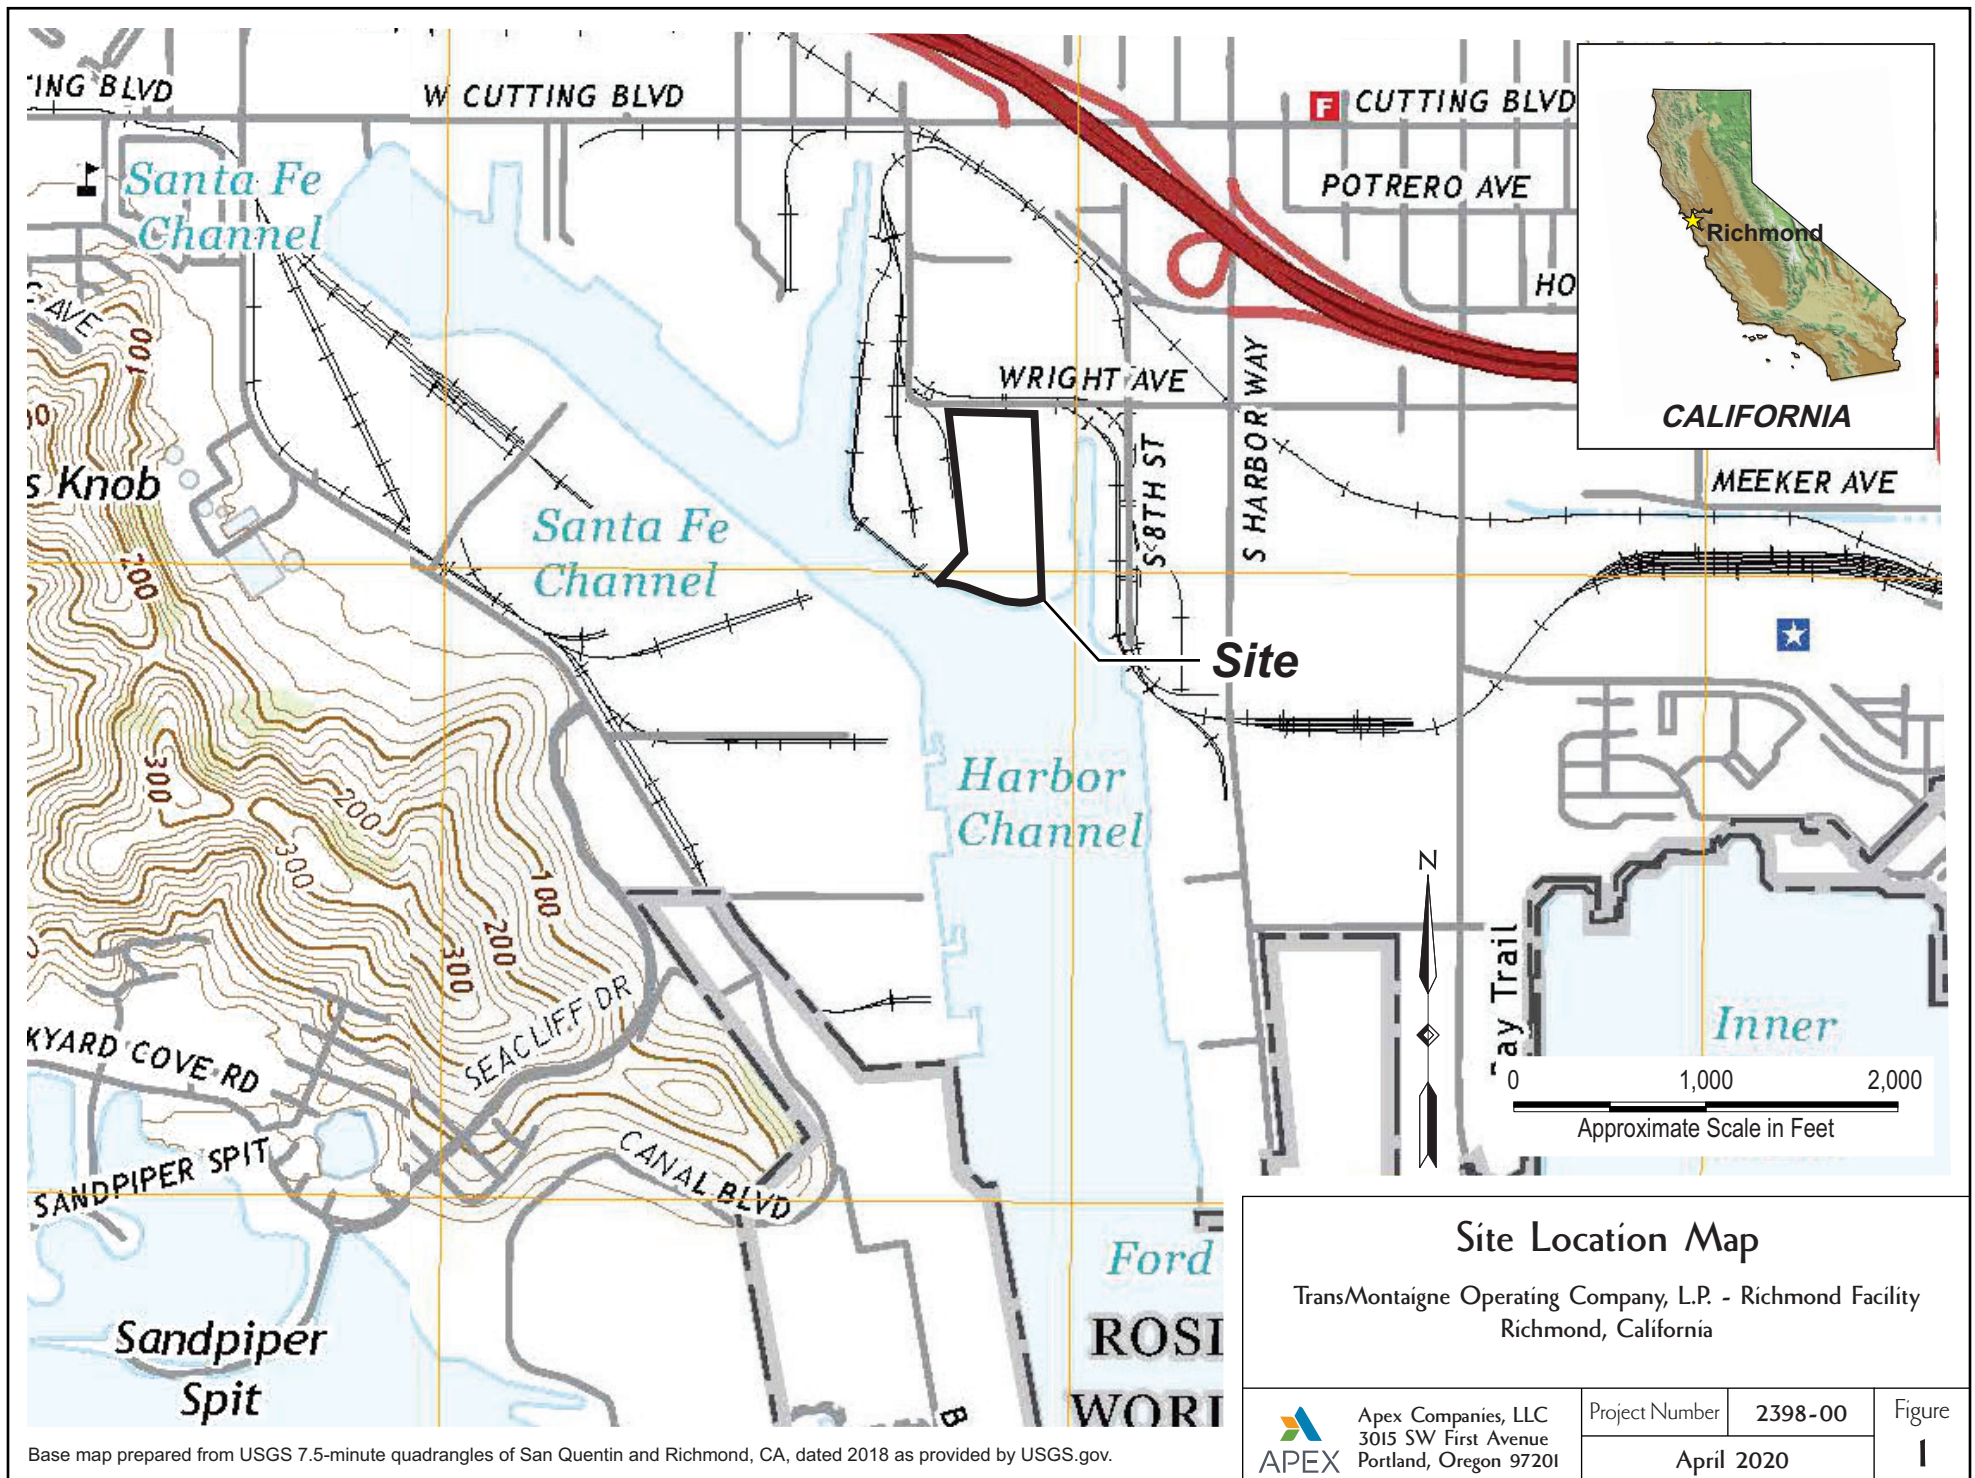 'ING BLVD
W CUTTING BLVD
F
CUTTING BLVD
Santa Fe
Channel
POTRERO AVE
HO
AVE
100
WRIGHT AVE
S HARBOR WAY
S 8TH ST
Richmond
CALIFORNIA
s Knob
MEEKER AVE
Santa Fe
Channel
200
Site
300
200
300
Harbor
Channel
100
200
300
N
Bay Trail
Inner
SEACLIFF DR
KYARD COVE RD
0 1,000 2,000
Approximate Scale in Feet
CANAL BLVD
SANDPIPER SPIT
Ford
ROSI
WORI
Sandpiper
Spit
B
Site Location Map
TransMontaigne Operating Company, L.P. - Richmond Facility
Richmond, California
APEX
Apex Companies, LLC
3015 SW First Avenue
Portland, Oregon 97201
Project Number
2398-00
April 2020
Figure
1
Base map prepared from USGS 7.5-minute quadrangles of San Quentin and Richmond, CA, dated 2018 as provided by USGS.gov.